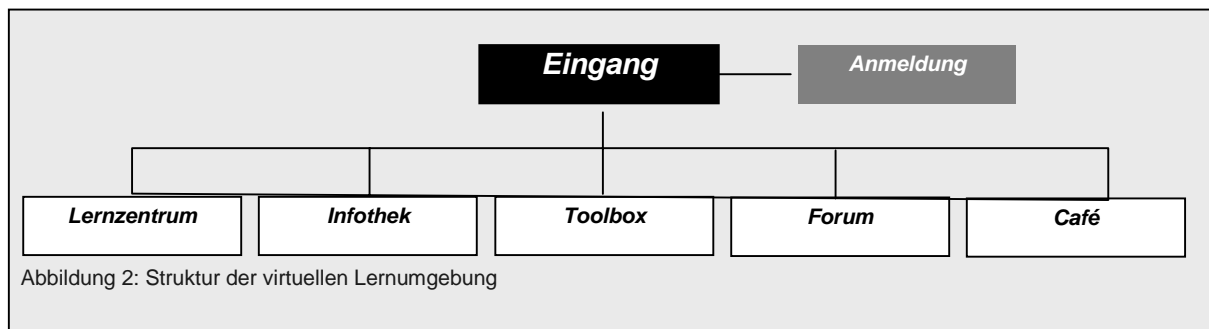 Eingang
Anmeldung
Lernzentrum
Infothek
Toolbox
Forum
Café
Abbildung 2: Struktur der virtuellen Lernumgebung